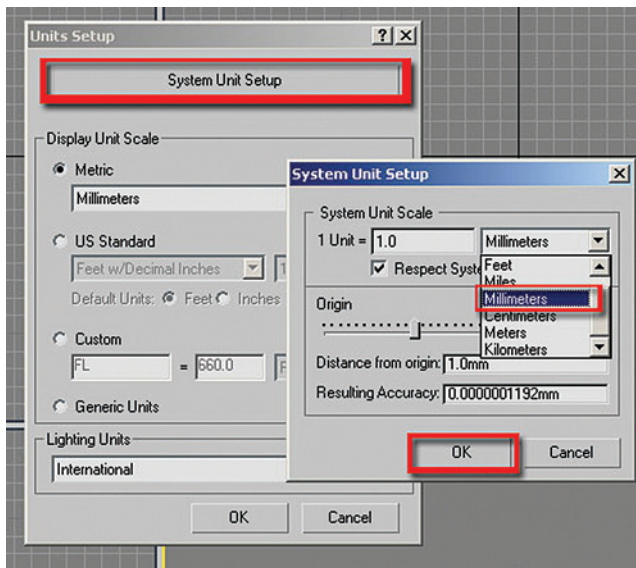 Units Setup
System Unit Setup
Display Unit Scale
Metric
Millimeters
US Standard
Feet w/Decimal Inches
Default Units: Feet Inches
Custom
FL = 660.0
Generic Units
Lighting Units
International
OK Cancel
System Unit Setup
System Unit Scale
1 Unit = 1.0 Millimeters
Respect Syste
Feet
Miles
Millimeters
Centimeters
Meters
Kilometers
Origin
Distance from origin: 1.0mm
Resulting Accuracy: 0.0000001192mm
OK Cancel